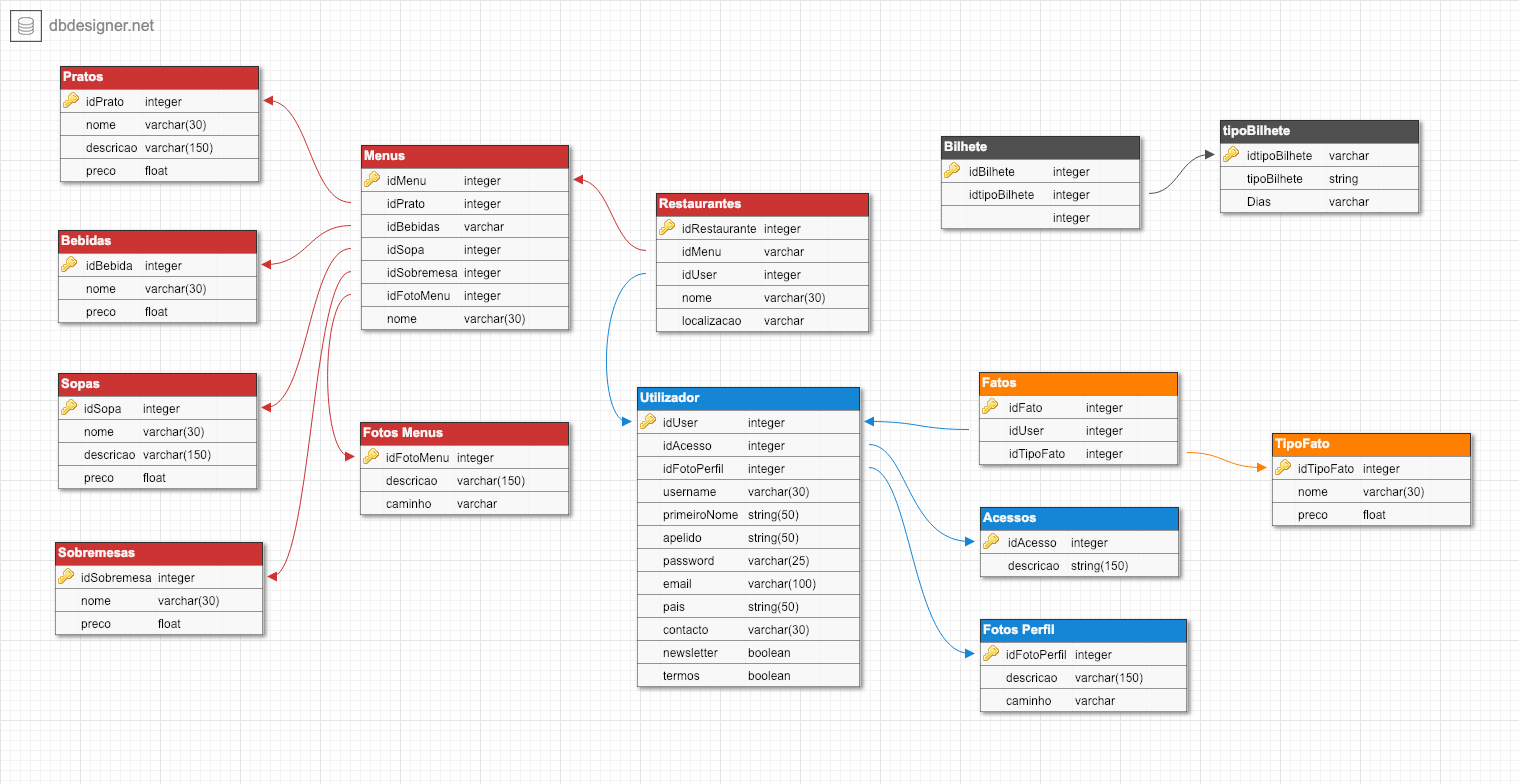 dbdesigner.net
Pratos
idPrato integer
nome varchar(30)
descricao varchar(150)
preco float
Bebidas
idBebida integer
nome varchar(30)
preco float
Sopas
idSopa integer
nome varchar(30)
descricao varchar(150)
preco float
Sobremesas
idSobremesa integer
nome varchar(30)
preco float
Menus
idMenu integer
idPrato integer
idBebidas varchar
idSopa integer
idSobremesa integer
idFotoMenu integer
nome varchar(30)
Fotos Menus
idFotoMenu integer
descricao varchar(150)
caminho varchar
Restaurantes
idRestaurante integer
idMenu varchar
idUser integer
nome varchar(30)
localizacao varchar
Utilizador
idUser integer
idAcesso integer
idFotoPerfil integer
username varchar(30)
primeiroNome string(50)
apelido string(50)
password varchar(25)
email varchar(100)
pais string(50)
contacto varchar(30)
newsletter boolean
termos boolean
Bilhete
idBilhete integer
idtipoBilhete integer
integer
tipoBilhete
idtipoBilhete varchar
tipoBilhete string
Dias varchar
Fatos
idFato integer
idUser integer
idTipoFato integer
TipoFato
idTipoFato integer
nome varchar(30)
preco float
Acessos
idAcesso integer
descricao string(150)
Fotos Perfil
idFotoPerfil integer
descricao varchar(150)
caminho varchar